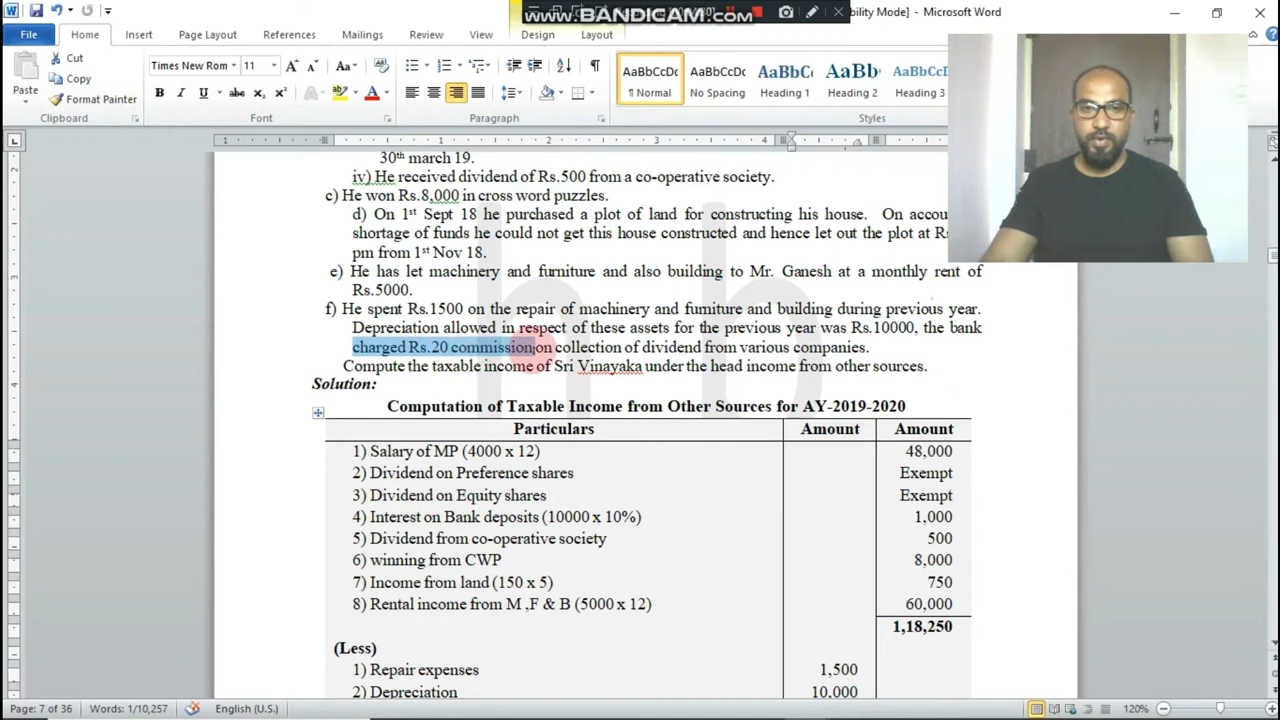 www.BANDICAM.com
bility Mode] - Microsoft Word
File Home Insert Page Layout References Mailings Review View Design Layout
Paste
Cut
Copy
Format Painter
Clipboard
Times New Rom 11
B I U abc
Font
Paragraph
AaBbCcDc AaBbCcDc AaBbC AaBbC AaBbCcI
¶ Normal No Spacing Heading 1 Heading 2 Heading 3
Styles
30th march 19.
iv) He received dividend of Rs.500 from a co-operative society.
c) He won Rs.8,000 in cross word puzzles.
d) On 1st Sept 18 he purchased a plot of land for constructing his house. On accou
shortage of funds he could not get this house constructed and hence let out the plot at Rs
pm from 1st Nov 18.
e) He has let machinery and furniture and also building to Mr. Ganesh at a monthly rent of
Rs.5000.
f) He spent Rs.1500 on the repair of machinery and furniture and building during previous year.
Depreciation allowed in respect of these assets for the previous year was Rs.10000, the bank
charged Rs.20 commission on collection of dividend from various companies.
Compute the taxable income of Sri Vinayaka under the head income from other sources.
Solution:
Computation of Taxable Income from Other Sources for AY-2019-2020
Particulars Amount Amount
1) Salary of MP (4000 x 12) 48,000
2) Dividend on Preference shares Exempt
3) Dividend on Equity shares Exempt
4) Interest on Bank deposits (10000 x 10%) 1,000
5) Dividend from co-operative society 500
6) winning from CWP 8,000
7) Income from land (150 x 5) 750
8) Rental income from M ,F & B (5000 x 12) 60,000
1,18,250
(Less)
1) Repair expenses 1,500
2) Depreciation 10,000
Page: 7 of 36 Words: 1/10,257 English (U.S.) 120%